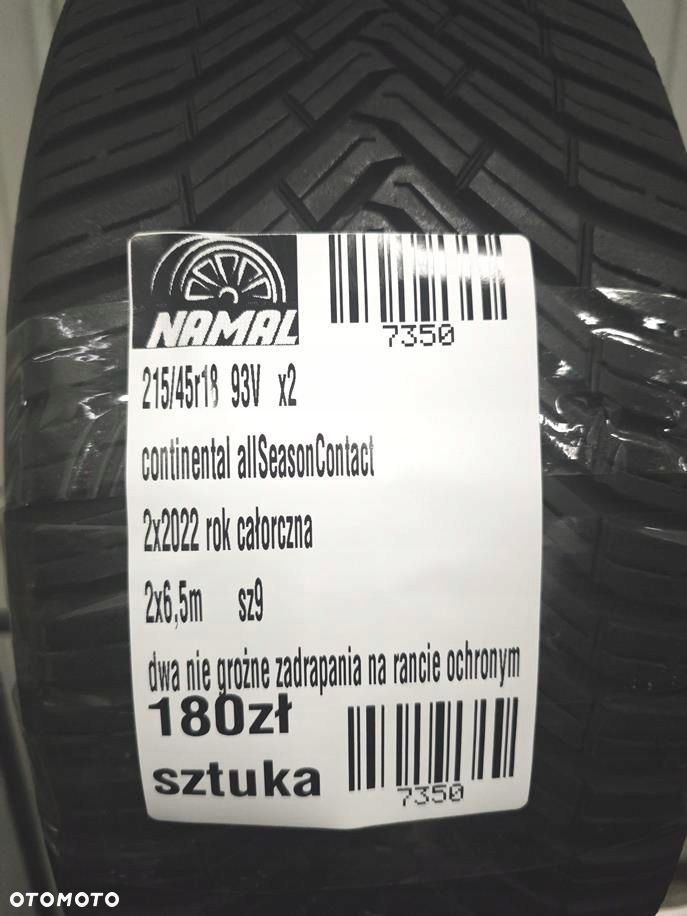 NAMAL
7350
215/45r18 93V x2
continental allSeasonContact
2x2022 rok całorczna
2x6,5m sz9
dwa nie grożne zadrapania na rancie ochronym
180zł
sztuka
7350
OTOMOTO